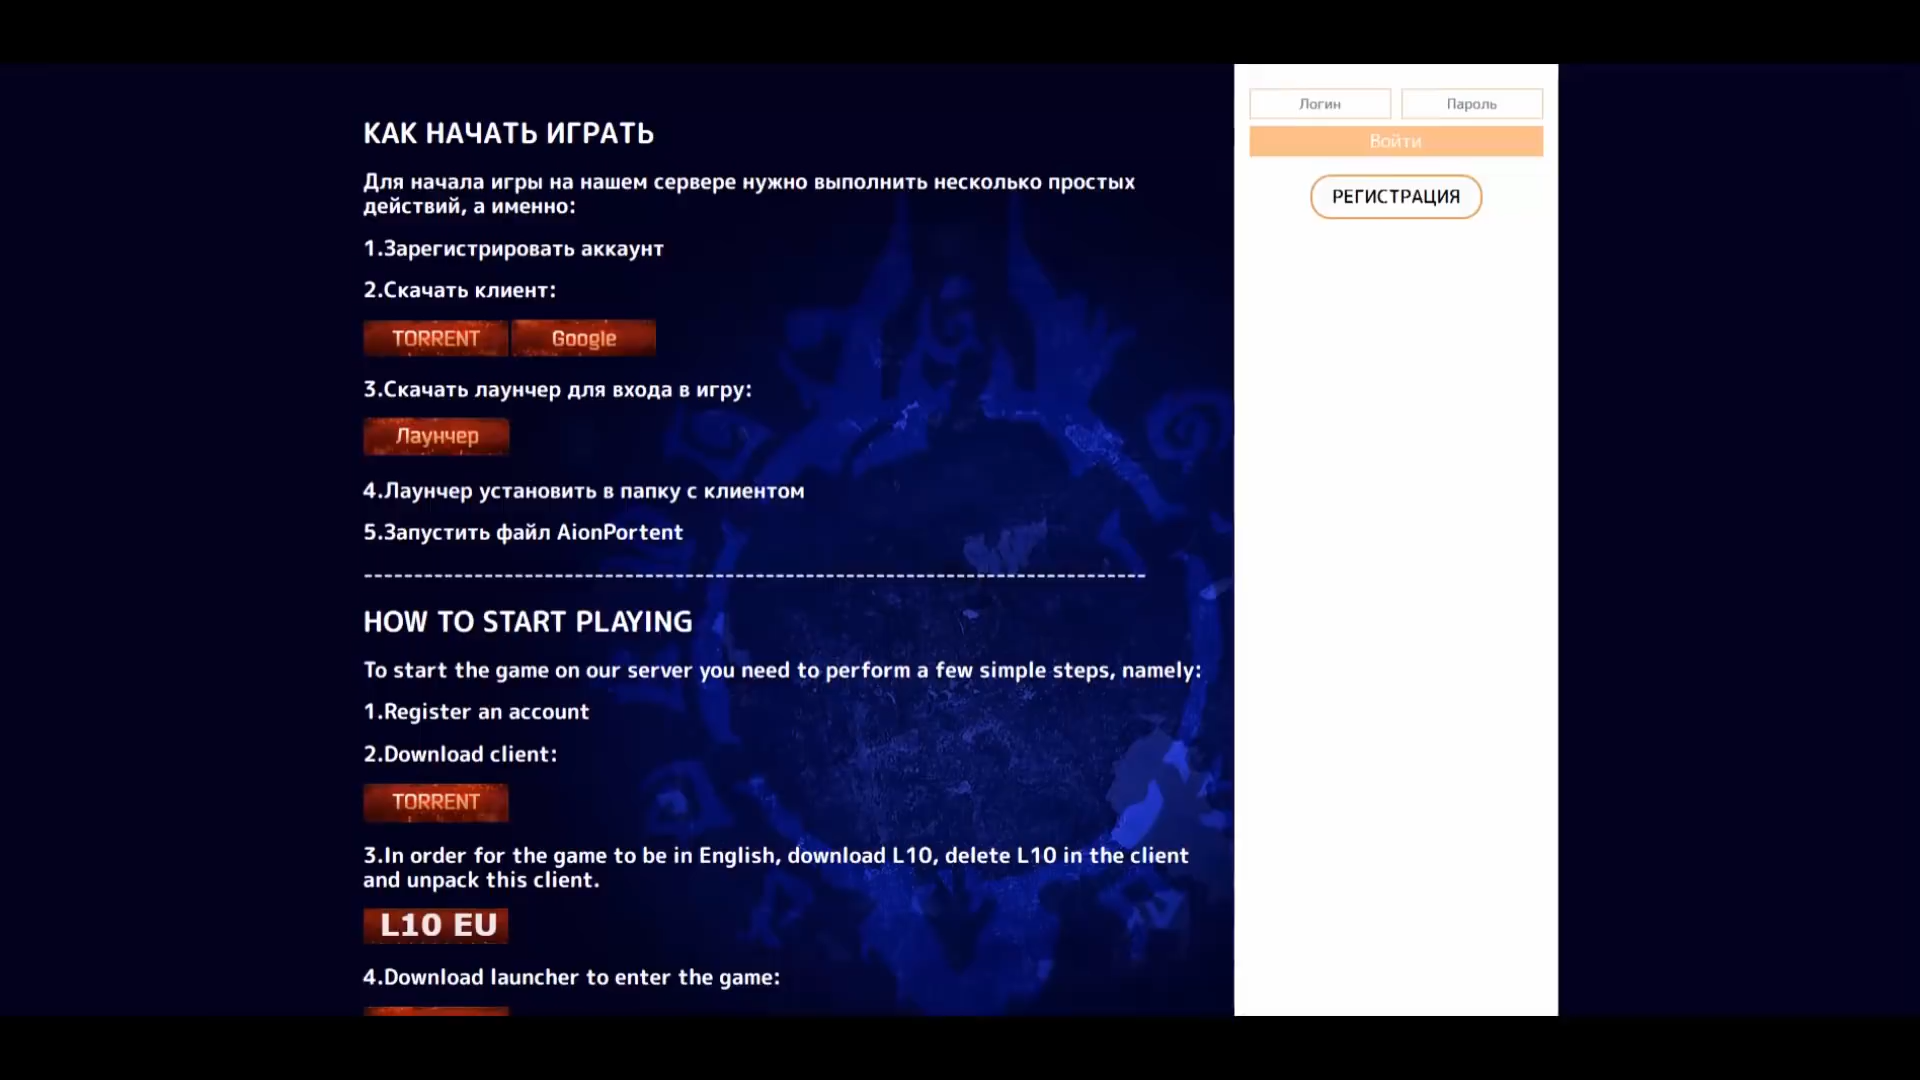 КАК НАЧАТЬ ИГРАТЬ
Для начала игры на нашем сервере нужно выполнить несколько простых
действий, а именно:
1.Зарегистрировать аккаунт
2.Скачать клиент:
TORRENT Google
3.Скачать лаунчер для входа в игру:
Лаунчер
4.Лаунчер установить в папку с клиентом
5.Запустить файл AionPortent
------------------------------------------------------------------------------
HOW TO START PLAYING
To start the game on our server you need to perform a few simple steps, namely:
1.Register an account
2.Download client:
TORRENT
3.In order for the game to be in English, download L10, delete L10 in the client
and unpack this client.
L10 EU
4.Download launcher to enter the game:
Логин Пароль
Войти
РЕГИСТРАЦИЯ